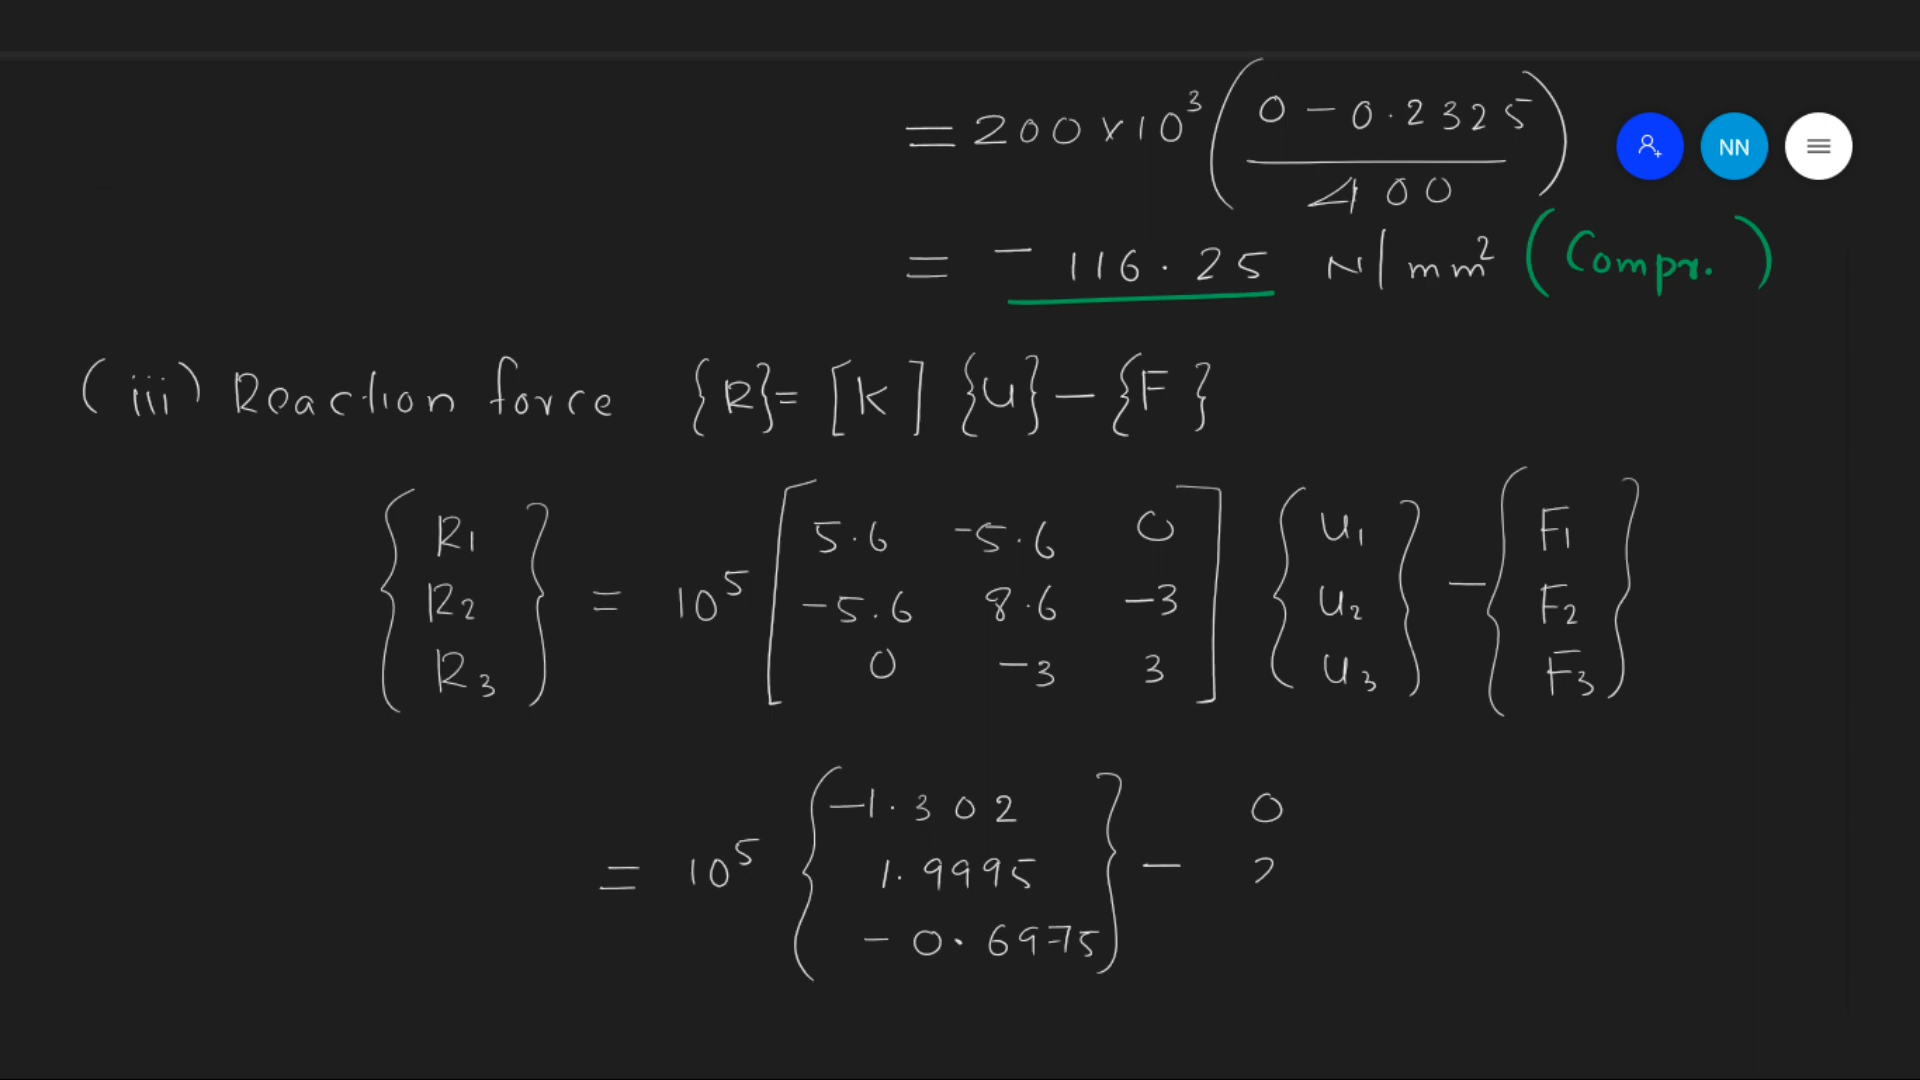 = 200 × 10³ ( (0 − 0.2325) / 400 )
NN
= − 116.25 N/mm² (Compr.)
(iii) Reaction force {R} = [K] {u} − {F}
{R1 R2 R3} = 10⁵ [5.6 -5.6 0; -5.6 8.6 -3; 0 -3 3] {u1 u2 u3} − {F1 F2 F3}
= 10⁵ {-1.302 1.9995 -0.6975} − 0